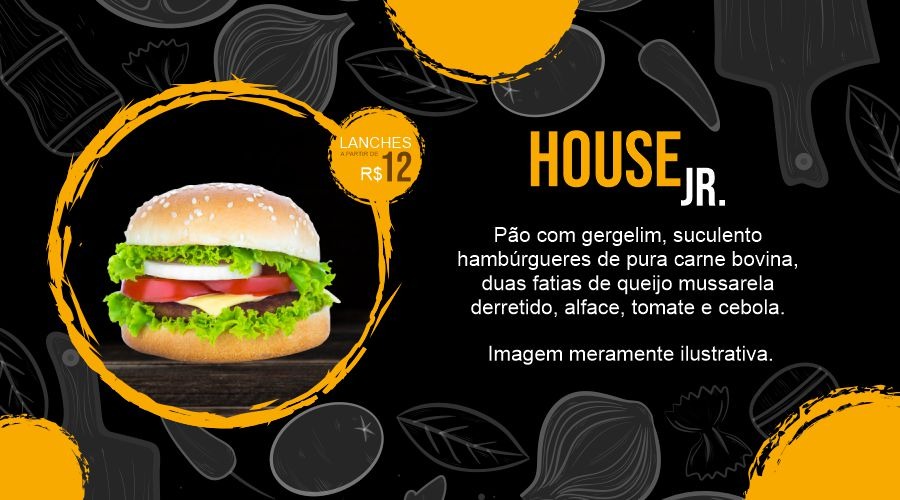 LANCHES
A PARTIR DE
R$12
HOUSE
JR.
Pão com gergelim, suculento
hambúrgueres de pura carne bovina,
duas fatias de queijo mussarela
derretido, alface, tomate e cebola.
Imagem meramente ilustrativa.